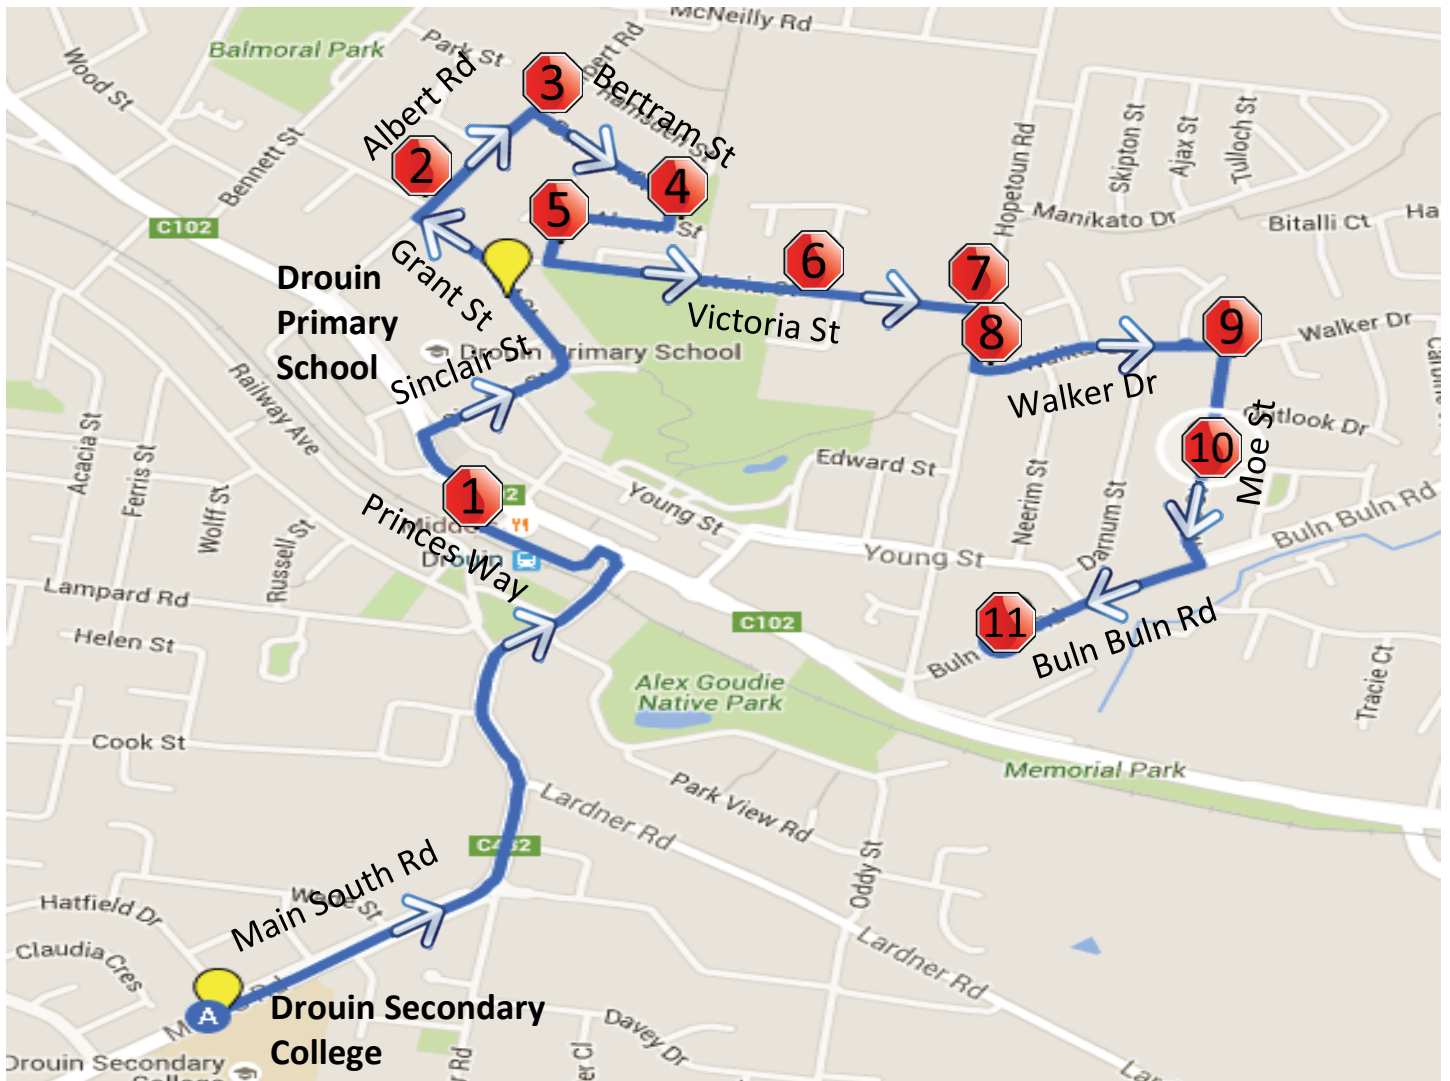 McNeilly Rd
Balmoral Park
Park St
Wood St
Albert Rd
3
Bertram St
2
4
5
Bennett St
C102
Grant St
Drouin
Primary
School
Drouin Primary School
Sinclair St
Victoria St
6
7
8
Hopetoun Rd
Skipton St
Ajax St
Tulloch St
Manikato Dr
Bitalli Ct
Ha
9
Walker Dr
Walker Dr
Outlook Dr
10
Moe St
Railway Ave
Acacia St
Ferris St
Wolff St
Russell St
1
Princes Way
Drouin
Young St
Edward St
Young St
Neerim St
Darnum St
Buln Buln Rd
Lampard Rd
Helen St
C102
11
Buln
Buln Buln Rd
Alex Goudie
Native Park
Tracie Ct
Cook St
Memorial Park
Park View Rd
Lardner Rd
Main South Rd
Oddy St
Hatfield Dr
Claudia Cres
Lardner Rd
A
Drouin Secondary
College
Davey Dr
Drouin Secondary
College